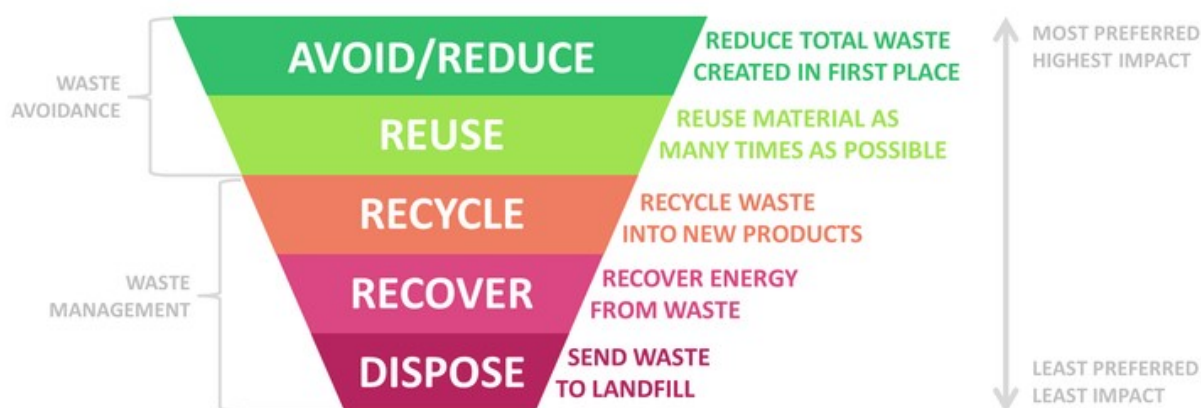 WASTE
AVOIDANCE
AVOID/REDUCE
REDUCE TOTAL WASTE
CREATED IN FIRST PLACE
MOST PREFERRED
HIGHEST IMPACT
REUSE
REUSE MATERIAL AS
MANY TIMES AS POSSIBLE
WASTE
MANAGEMENT
RECYCLE
RECYCLE WASTE
INTO NEW PRODUCTS
RECOVER
RECOVER ENERGY
FROM WASTE
DISPOSE
SEND WASTE
TO LANDFILL
LEAST PREFERRED
LEAST IMPACT